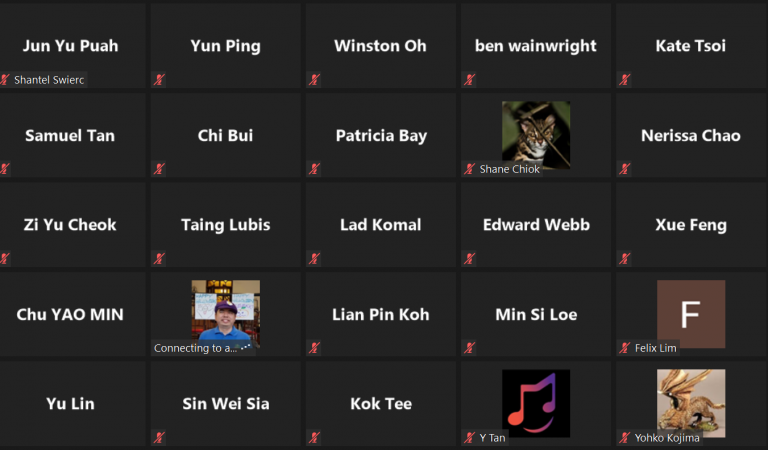 Jun Yu Puah
Shantel Swierc
Yun Ping
Winston Oh
ben wainwright
Kate Tsoi
Samuel Tan
Chi Bui
Patricia Bay
Shane Chiok
Nerissa Chao
Zi Yu Cheok
Taing Lubis
Lad Komal
Edward Webb
Xue Feng
Chu YAO MIN
Connecting to a...
Lian Pin Koh
Min Si Loe
F
Felix Lim
Yu Lin
Sin Wei Sia
Kok Tee
Y Tan
Yohko Kojima